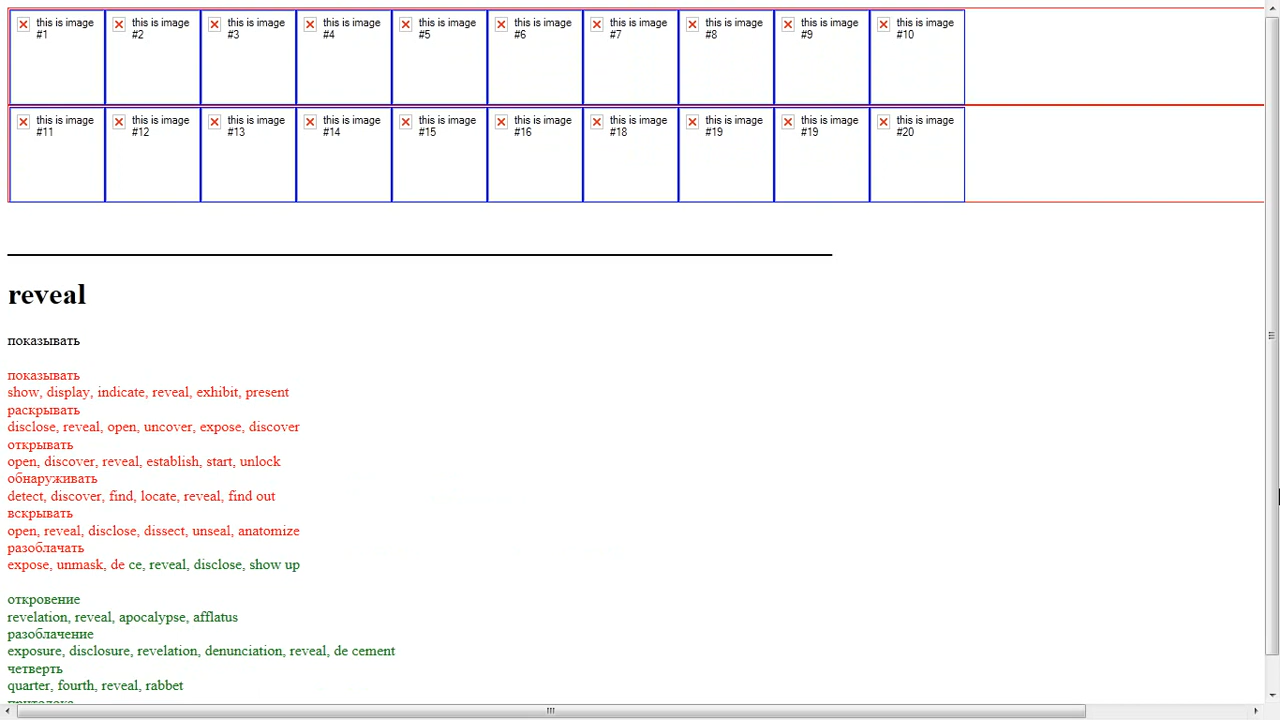 this is image this is image this is image this is image this is image this is image this is image this is image this is image this is image
#1 #2 #3 #4 #5 #6 #7 #8 #9 #10
this is image this is image this is image this is image this is image this is image this is image this is image this is image this is image
#11 #12 #13 #14 #15 #16 #18 #19 #19 #20
reveal
показывать
показывать
show, display, indicate, reveal, exhibit, present
раскрывать
disclose, reveal, open, uncover, expose, discover
открывать
open, discover, reveal, establish, start, unlock
обнаруживать
detect, discover, find, locate, reveal, find out
вскрывать
open, reveal, disclose, dissect, unseal, anatomize
разоблачать
expose, unmask, de ce, reveal, disclose, show up
откровение
revelation, reveal, apocalypse, afflatus
разоблачение
exposure, disclosure, revelation, denunciation, reveal, de cement
четверть
quarter, fourth, reveal, rabbet